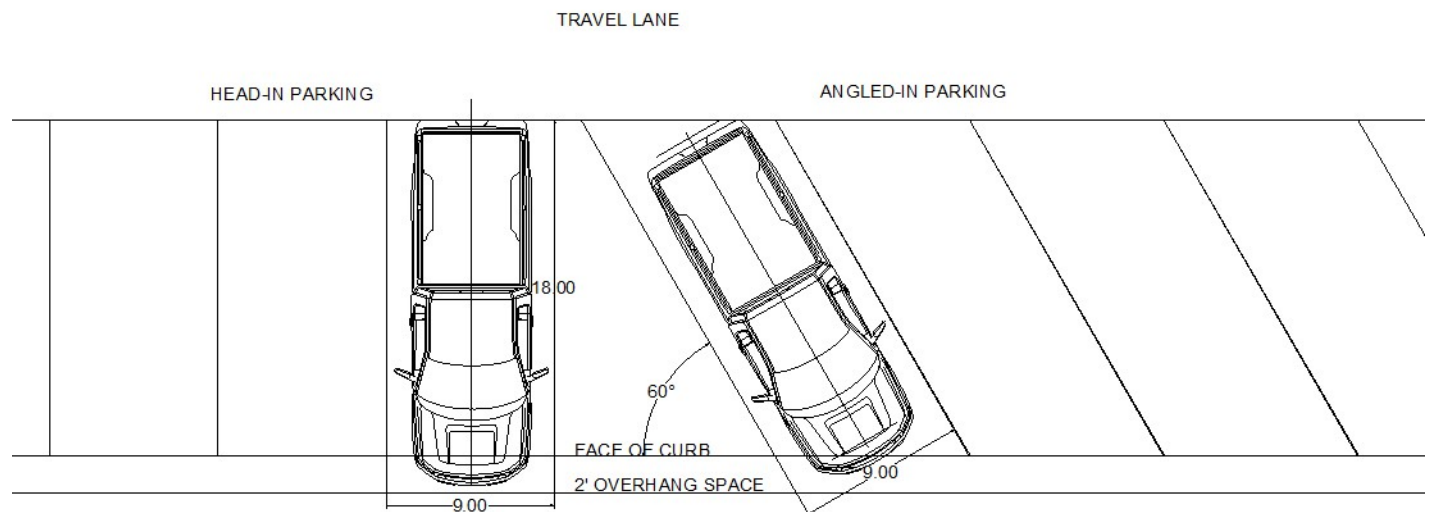 TRAVEL LANE
HEAD-IN PARKING
ANGLED-IN PARKING
18.00
60°
FACE OF CURB
9.00
2' OVERHANG SPACE
9.00